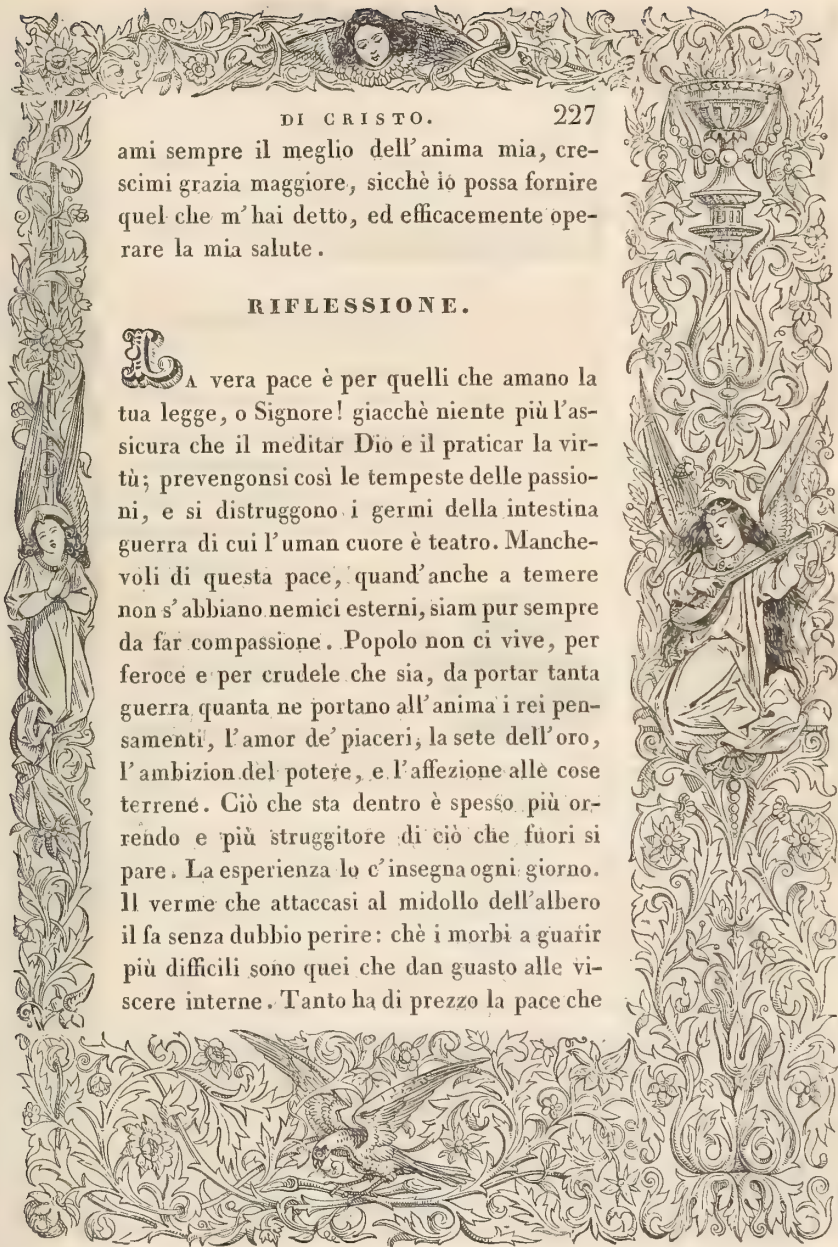 DI CRISTO. 227
ami sempre il meglio dell'anima mia, cre-
scimi grazia maggiore, sicchè io possa fornire
quel che m'hai detto, ed efficacemente ope-
rare la mia salute.
RIFLESSIONE.
LA vera pace è per quelli che amano la
tua legge, o Signore! giacchè niente più l'as-
sicura che il meditar Dio e il praticar la vir-
tù; prevengonsi così le tempeste delle passio-
ni, e si distruggono i germi della intestina
guerra di cui l'uman cuore è teatro. Manche-
voli di questa pace, quand'anche a temere
non s'abbiano nemici esterni, siam pur sempre
da far compassione. Popolo non ci vive, per
feroce e per crudele che sia, da portar tanta
guerra quanta ne portano all'anima i rei pen-
samenti, l'amor de' piaceri, la sete dell'oro,
l'ambizion del potere, e l'affezione alle cose
terrene. Ciò che sta dentro è spesso più or-
rendo e più struggitore di ciò che fuori si
pare. La esperienza lo c'insegna ogni giorno.
Il verme che attaccasi al midollo dell'albero
il fa senza dubbio perire: chè i morbi a guarir
più difficili sono quei che dan guasto alle vi-
scere interne. Tanto ha di prezzo la pace che